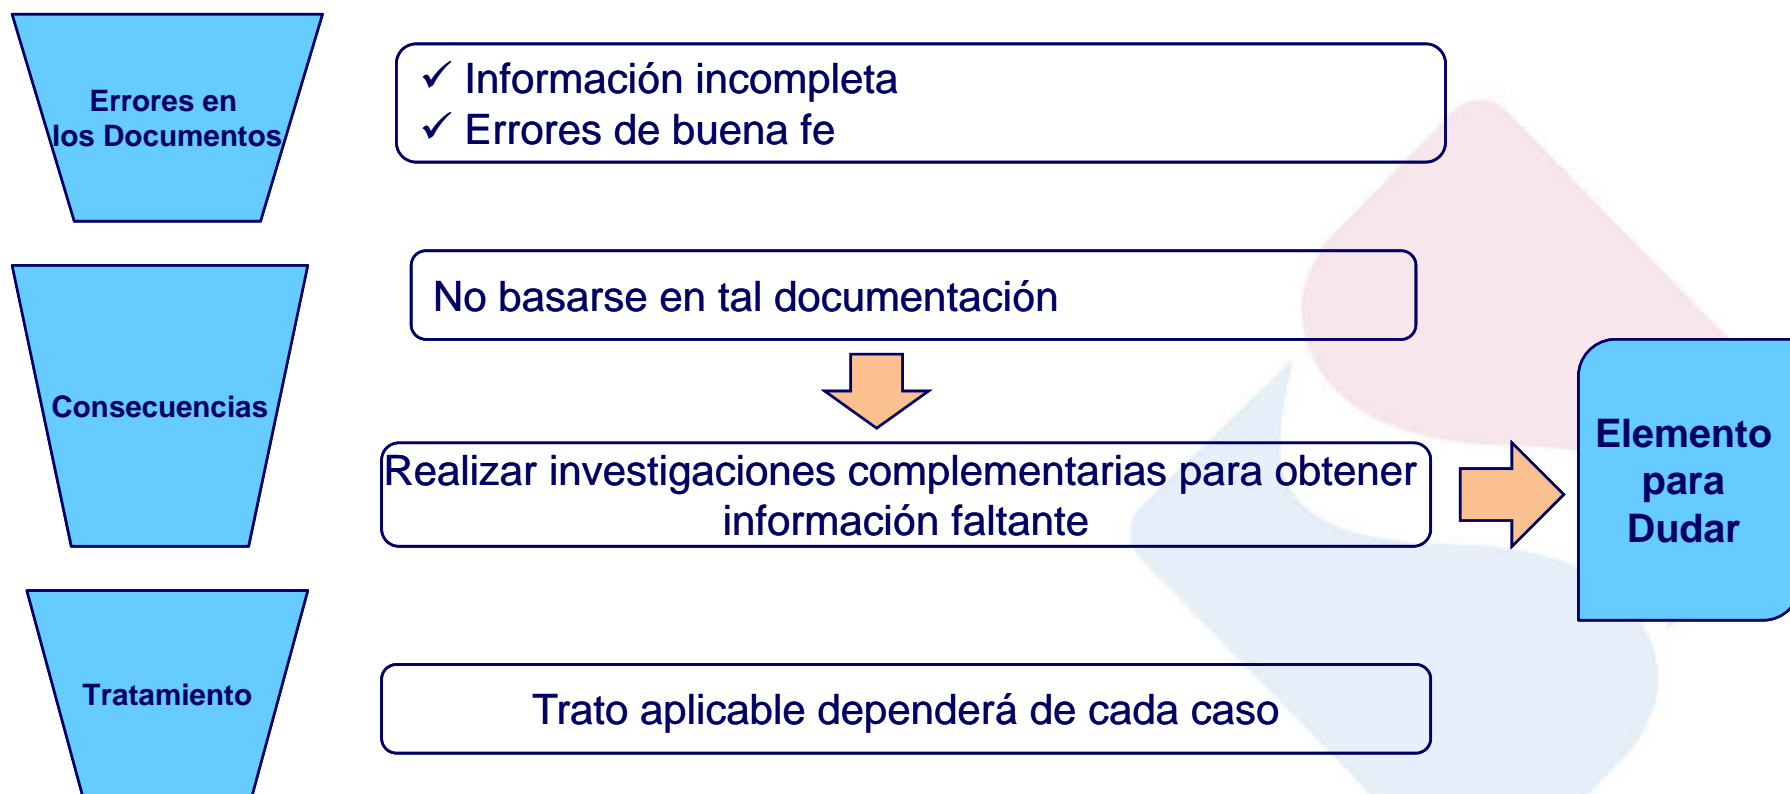 Errores en
los Documentos
✓ Información incompleta
✓ Errores de buena fe
No basarse en tal documentación
Consecuencias
Realizar investigaciones complementarias para obtener
información faltante
Elemento
para
Dudar
Tratamiento
Trato aplicable dependerá de cada caso